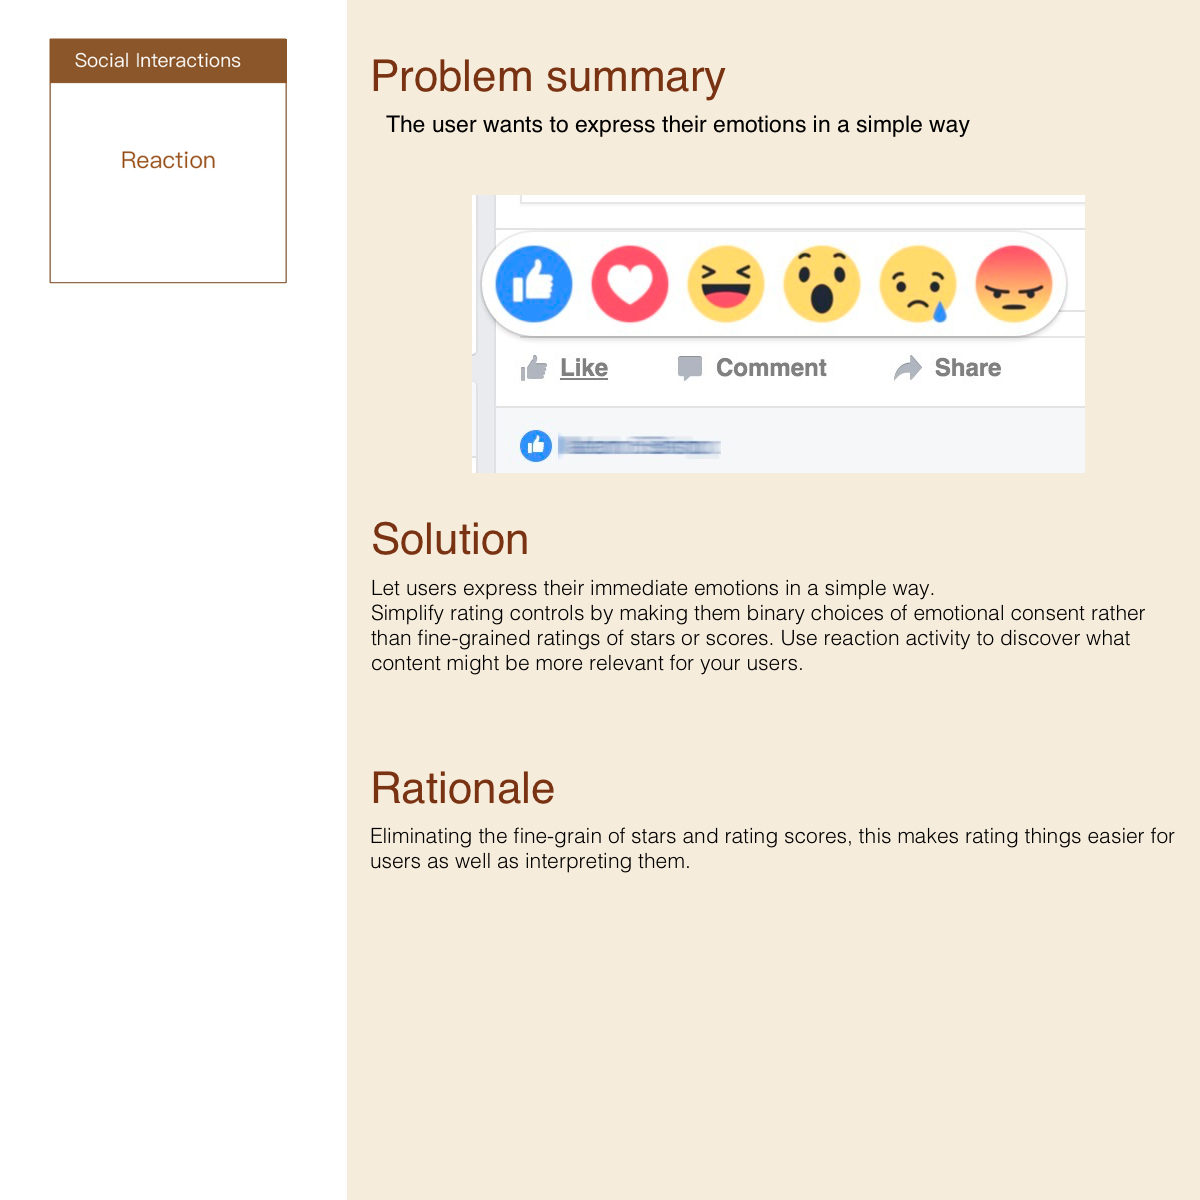 Social Interactions
Reaction
Problem summary
The user wants to express their emotions in a simple way
Like
Comment
Share
Solution
Let users express their immediate emotions in a simple way.
Simplify rating controls by making them binary choices of emotional consent rather
than fine-grained ratings of stars or scores. Use reaction activity to discover what
content might be more relevant for your users.
Rationale
Eliminating the fine-grain of stars and rating scores, this makes rating things easier for
users as well as interpreting them.